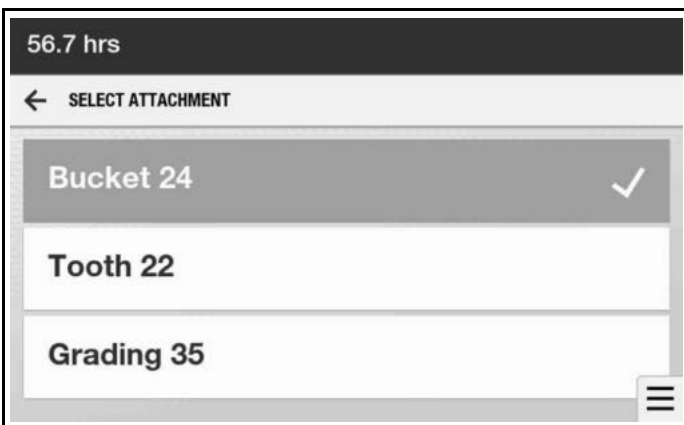 56.7 hrs
SELECT ATTACHMENT
Bucket 24
Tooth 22
Grading 35